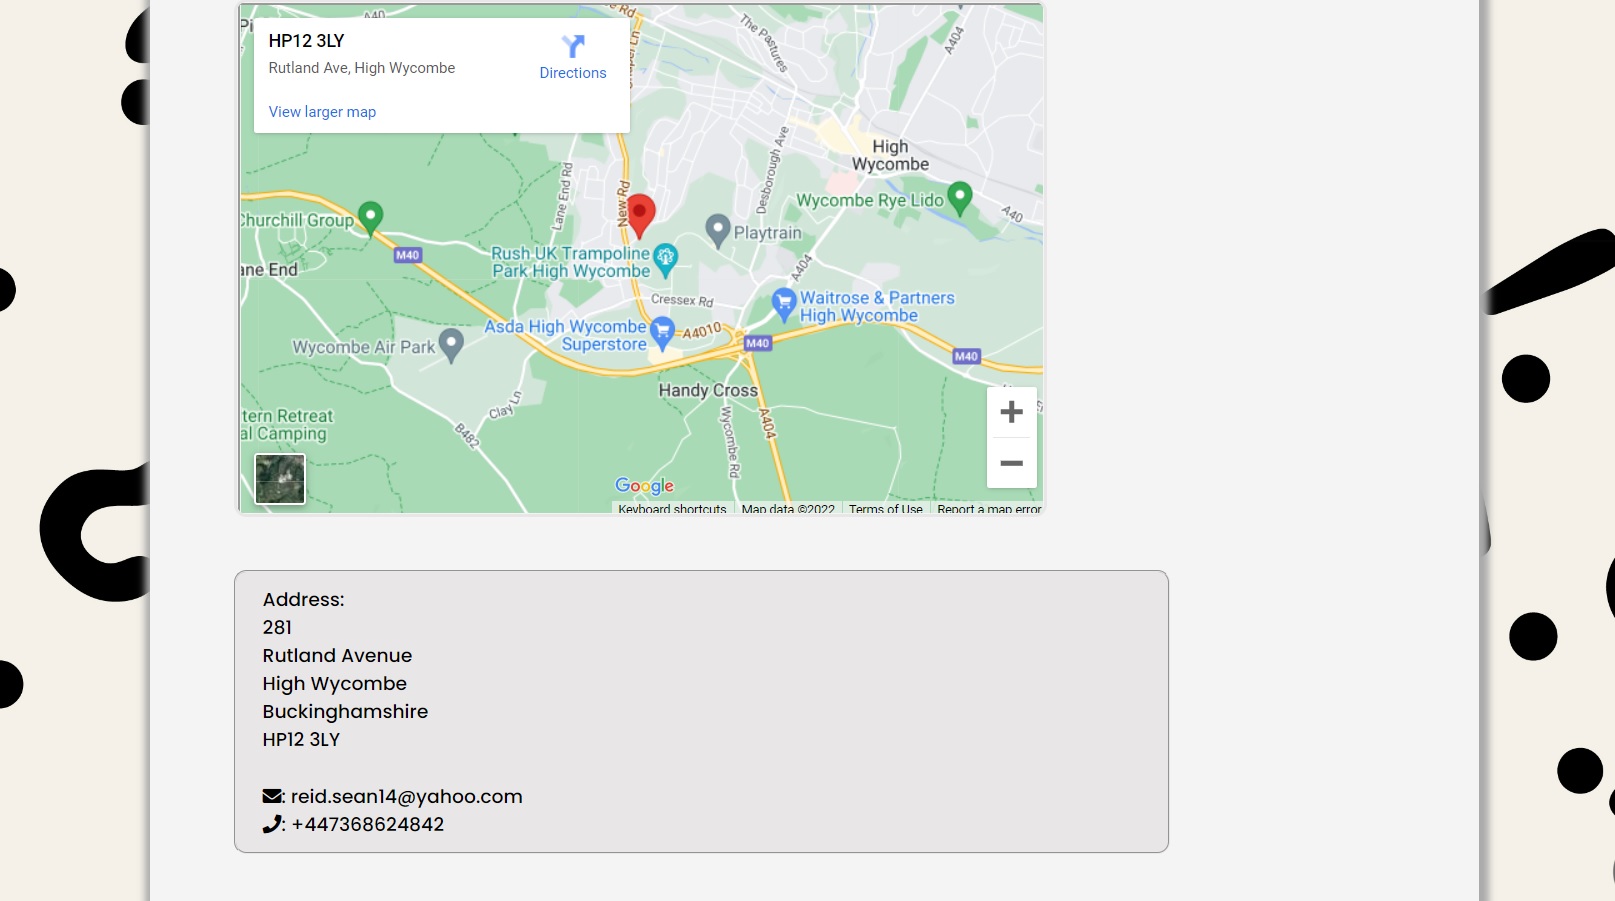 A40
HP12 3LY
Rutland Ave, High Wycombe
Directions
View larger map
The Pastures
A404
Desborough Ave
High
Wycombe
Lane End Rd
New Rd
Wycombe Rye Lido
A40
Churchill Group
Playtrain
M40
Rush UK Trampoline
Park High Wycombe
ane End
A404
Cressex Rd
Waitrose & Partners
High Wycombe
Asda High Wycombe
Superstore
A4010
M40
Wycombe Air Park
M40
Handy Cross
Clay Ln
tern Retreat
al Camping
B482
Wycombe Rd
A404
Google
Keyboard shortcuts
Map data ©2022
Terms of Use
Report a map error
Address:
281
Rutland Avenue
High Wycombe
Buckinghamshire
HP12 3LY
: reid.sean14@yahoo.com
: +447368624842